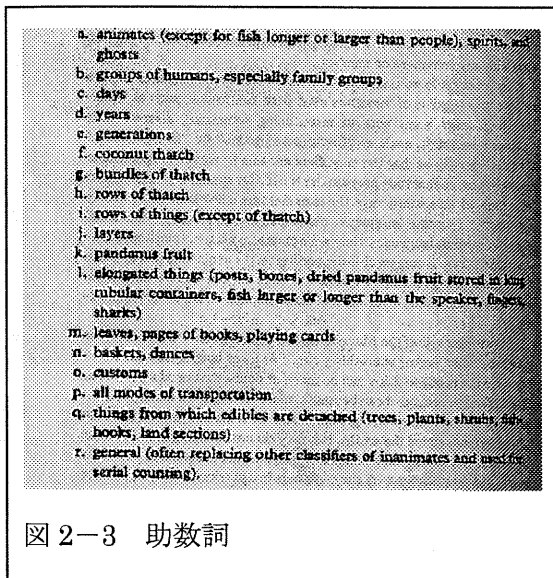 a. animates (except for fish longer or larger than people), spirits, and
ghosts
b. groups of humans, especially family groups
c. days
d. years
e. generations
f. coconut thatch
g. bundles of thatch
h. rows of thatch
i. rows of things (except of thatch)
j. layers
k. pandanus fruit
l. elongated things (posts, bones, dried pandanus fruit stored in long
tubular containers, fish larger or longer than the speaker, fingers,
sharks)
m. leaves, pages of books, playing cards
n. baskets, dances
o. customs
p. all modes of transportation
q. things from which edibles are detached (trees, plants, shrubs,
hooks, land sections)
r. general (often replacing other classifiers of inanimates and used for
serial counting).
図 2－3 助数詞